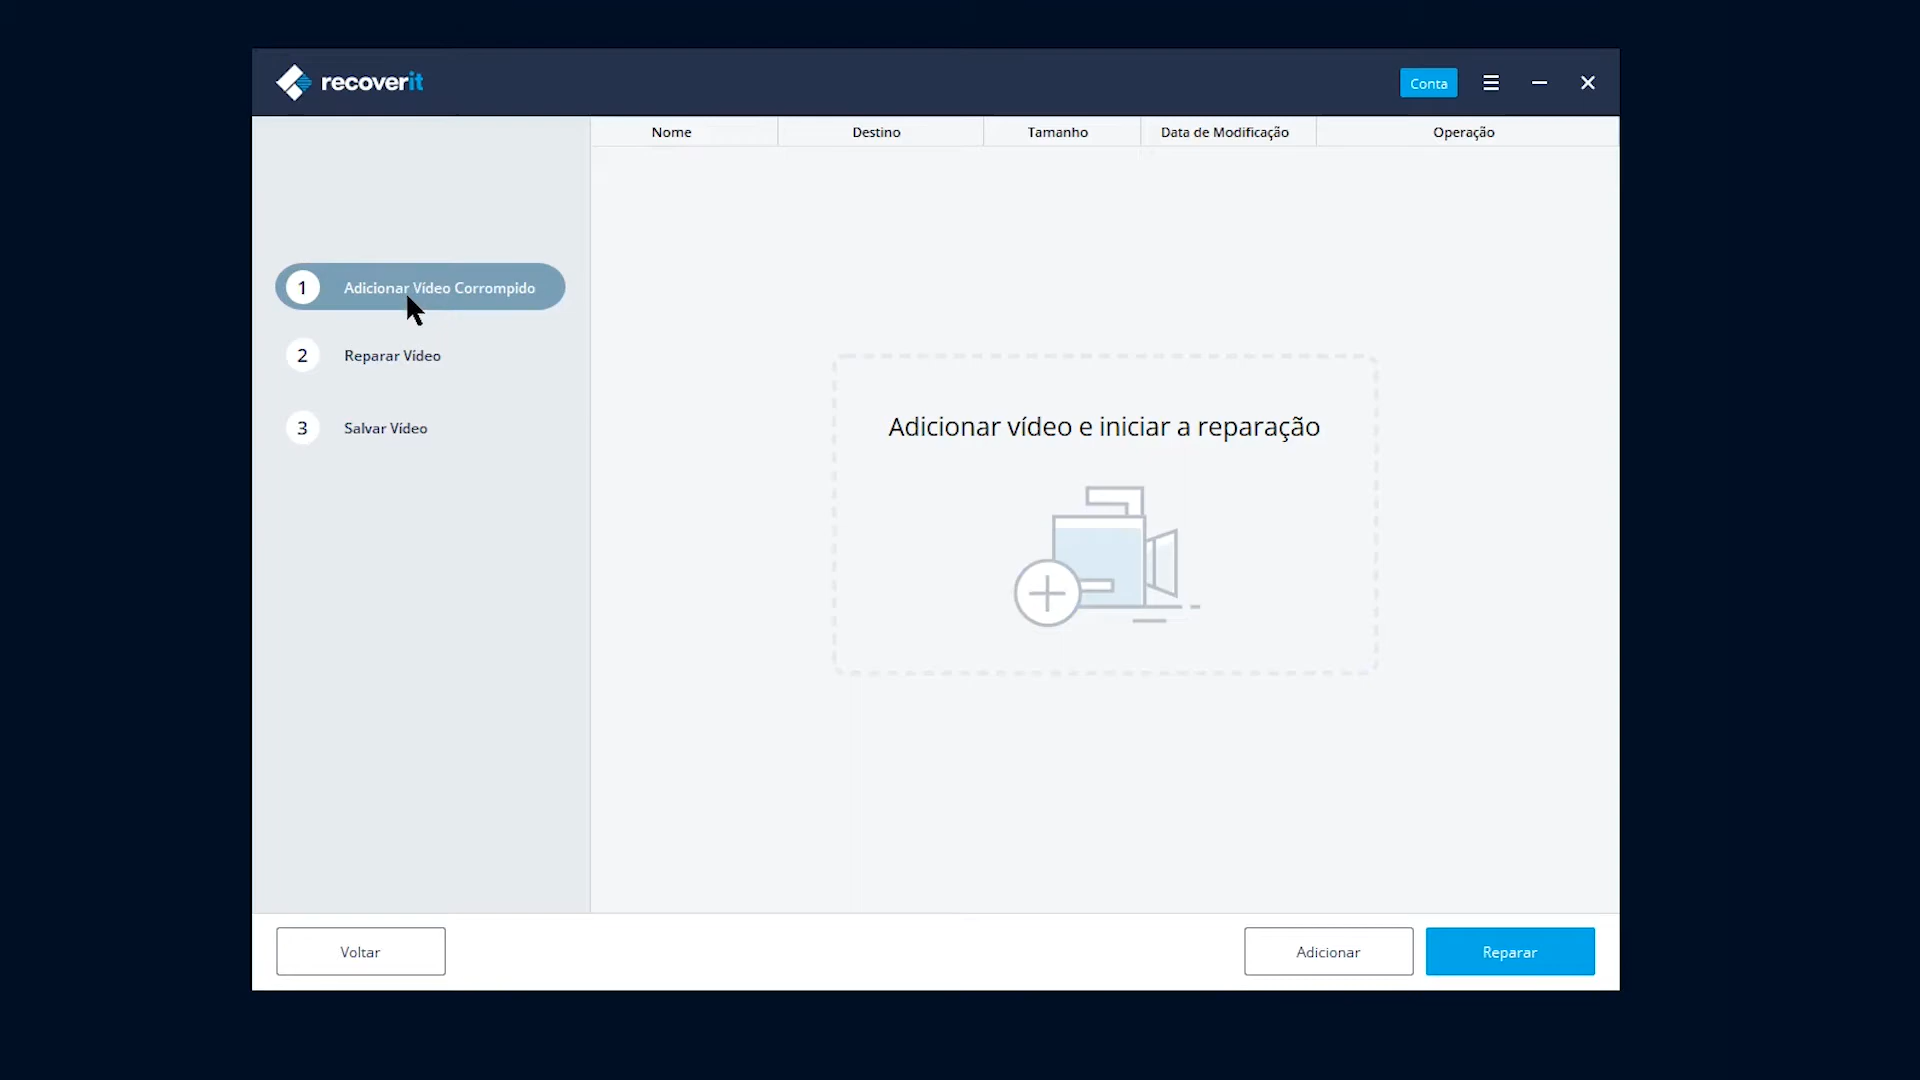 recoverit
Conta
Nome
Destino
Tamanho
Data de Modificação
Operação
1 Adicionar Vídeo Corrompido
2 Reparar Vídeo
3 Salvar Vídeo
Adicionar vídeo e iniciar a reparação
Voltar
Adicionar
Reparar